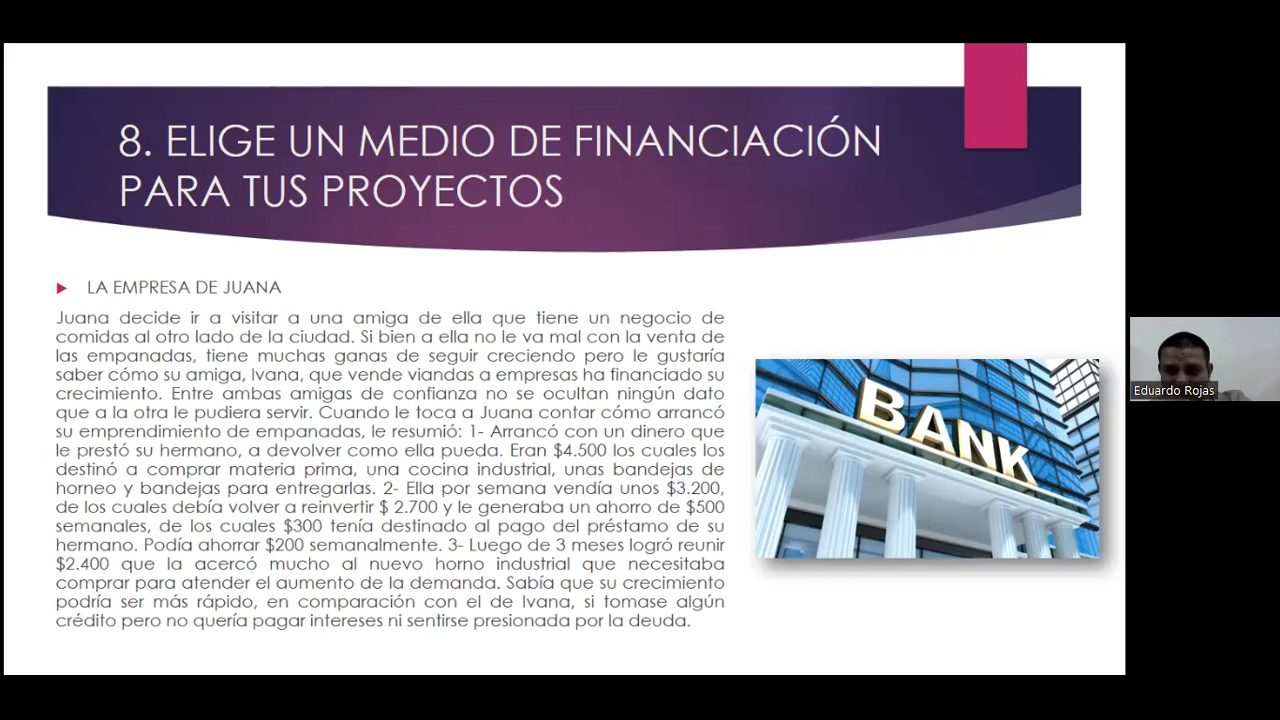 8. ELIGE UN MEDIO DE FINANCIACIÓN
PARA TUS PROYECTOS
LA EMPRESA DE JUANA
Juana decide ir a visitar a una amiga de ella que tiene un negocio de
comidas al otro lado de la ciudad. Si bien a ella no le va mal con la venta de
las empanadas, tiene muchas ganas de seguir creciendo pero le gustaría
saber cómo su amiga, Ivana, que vende viandas a empresas ha financiado su
crecimiento. Entre ambas amigas de confianza no se ocultan ningún dato
que a la otra le pudiera servir. Cuando le toca a Juana contar cómo arrancó
su emprendimiento de empanadas, le resumió: 1- Arrancó con un dinero que
le prestó su hermano, a devolver como ella pueda. Eran $4.500 los cuales los
destinó a comprar materia prima, una cocina industrial, unas bandejas de
horneo y bandejas para entregarlas. 2- Ella por semana vendía unos $3.200,
de los cuales debía volver a reinvertir $ 2.700 y le generaba un ahorro de $500
semanales, de los cuales $300 tenía destinado al pago del préstamo de su
hermano. Podía ahorrar $200 semanalmente. 3- Luego de 3 meses logró reunir
$2.400 que la acercó mucho al nuevo horno industrial que necesitaba
comprar para atender el aumento de la demanda. Sabía que su crecimiento
podría ser más rápido, en comparación con el de Ivana, si tomase algún
crédito pero no quería pagar intereses ni sentirse presionada por la deuda.
BANK
Eduardo Rojas